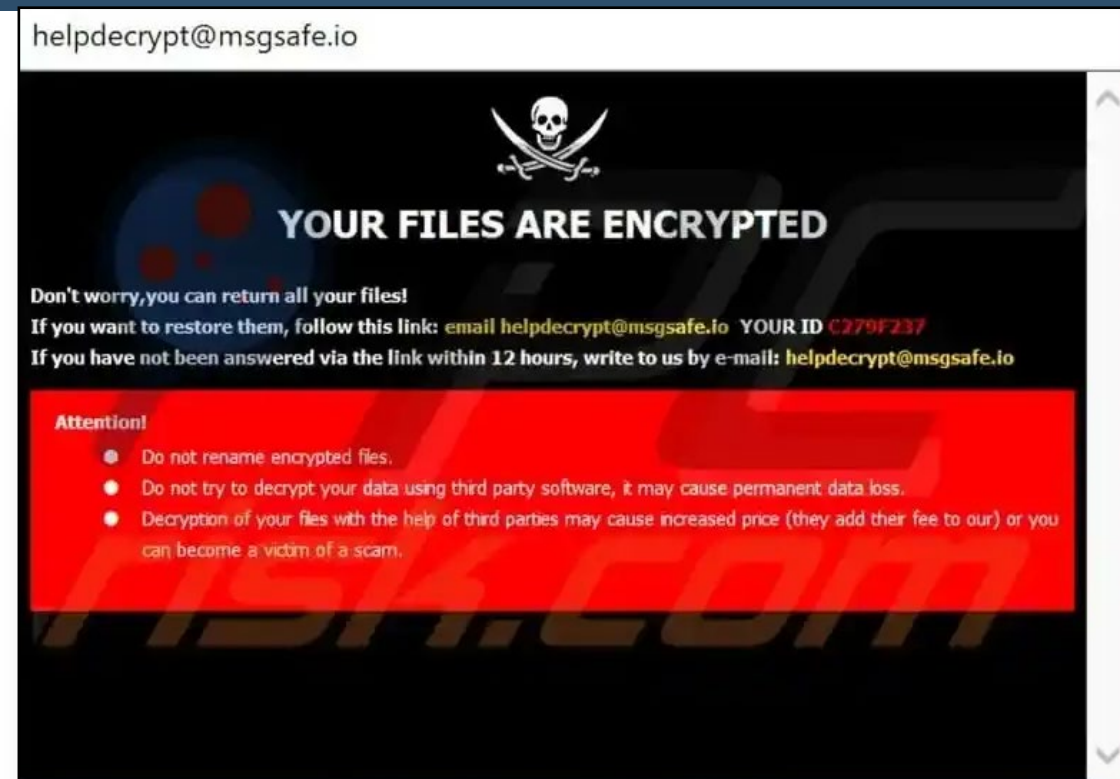 helpdecrypt@msgsafe.io
YOUR FILES ARE ENCRYPTED
Don't worry,you can return all your files!
If you want to restore them, follow this link: email helpdecrypt@msgsafe.io YOUR ID C279F237
If you have not been answered via the link within 12 hours, write to us by e-mail: helpdecrypt@msgsafe.io
Attention!
Do not rename encrypted files.
Do not try to decrypt your data using third party software, it may cause permanent data loss.
Decryption of your files with the help of third parties may cause increased price (they add their fee to our) or you
can become a victim of a scam.
PC
risk.com